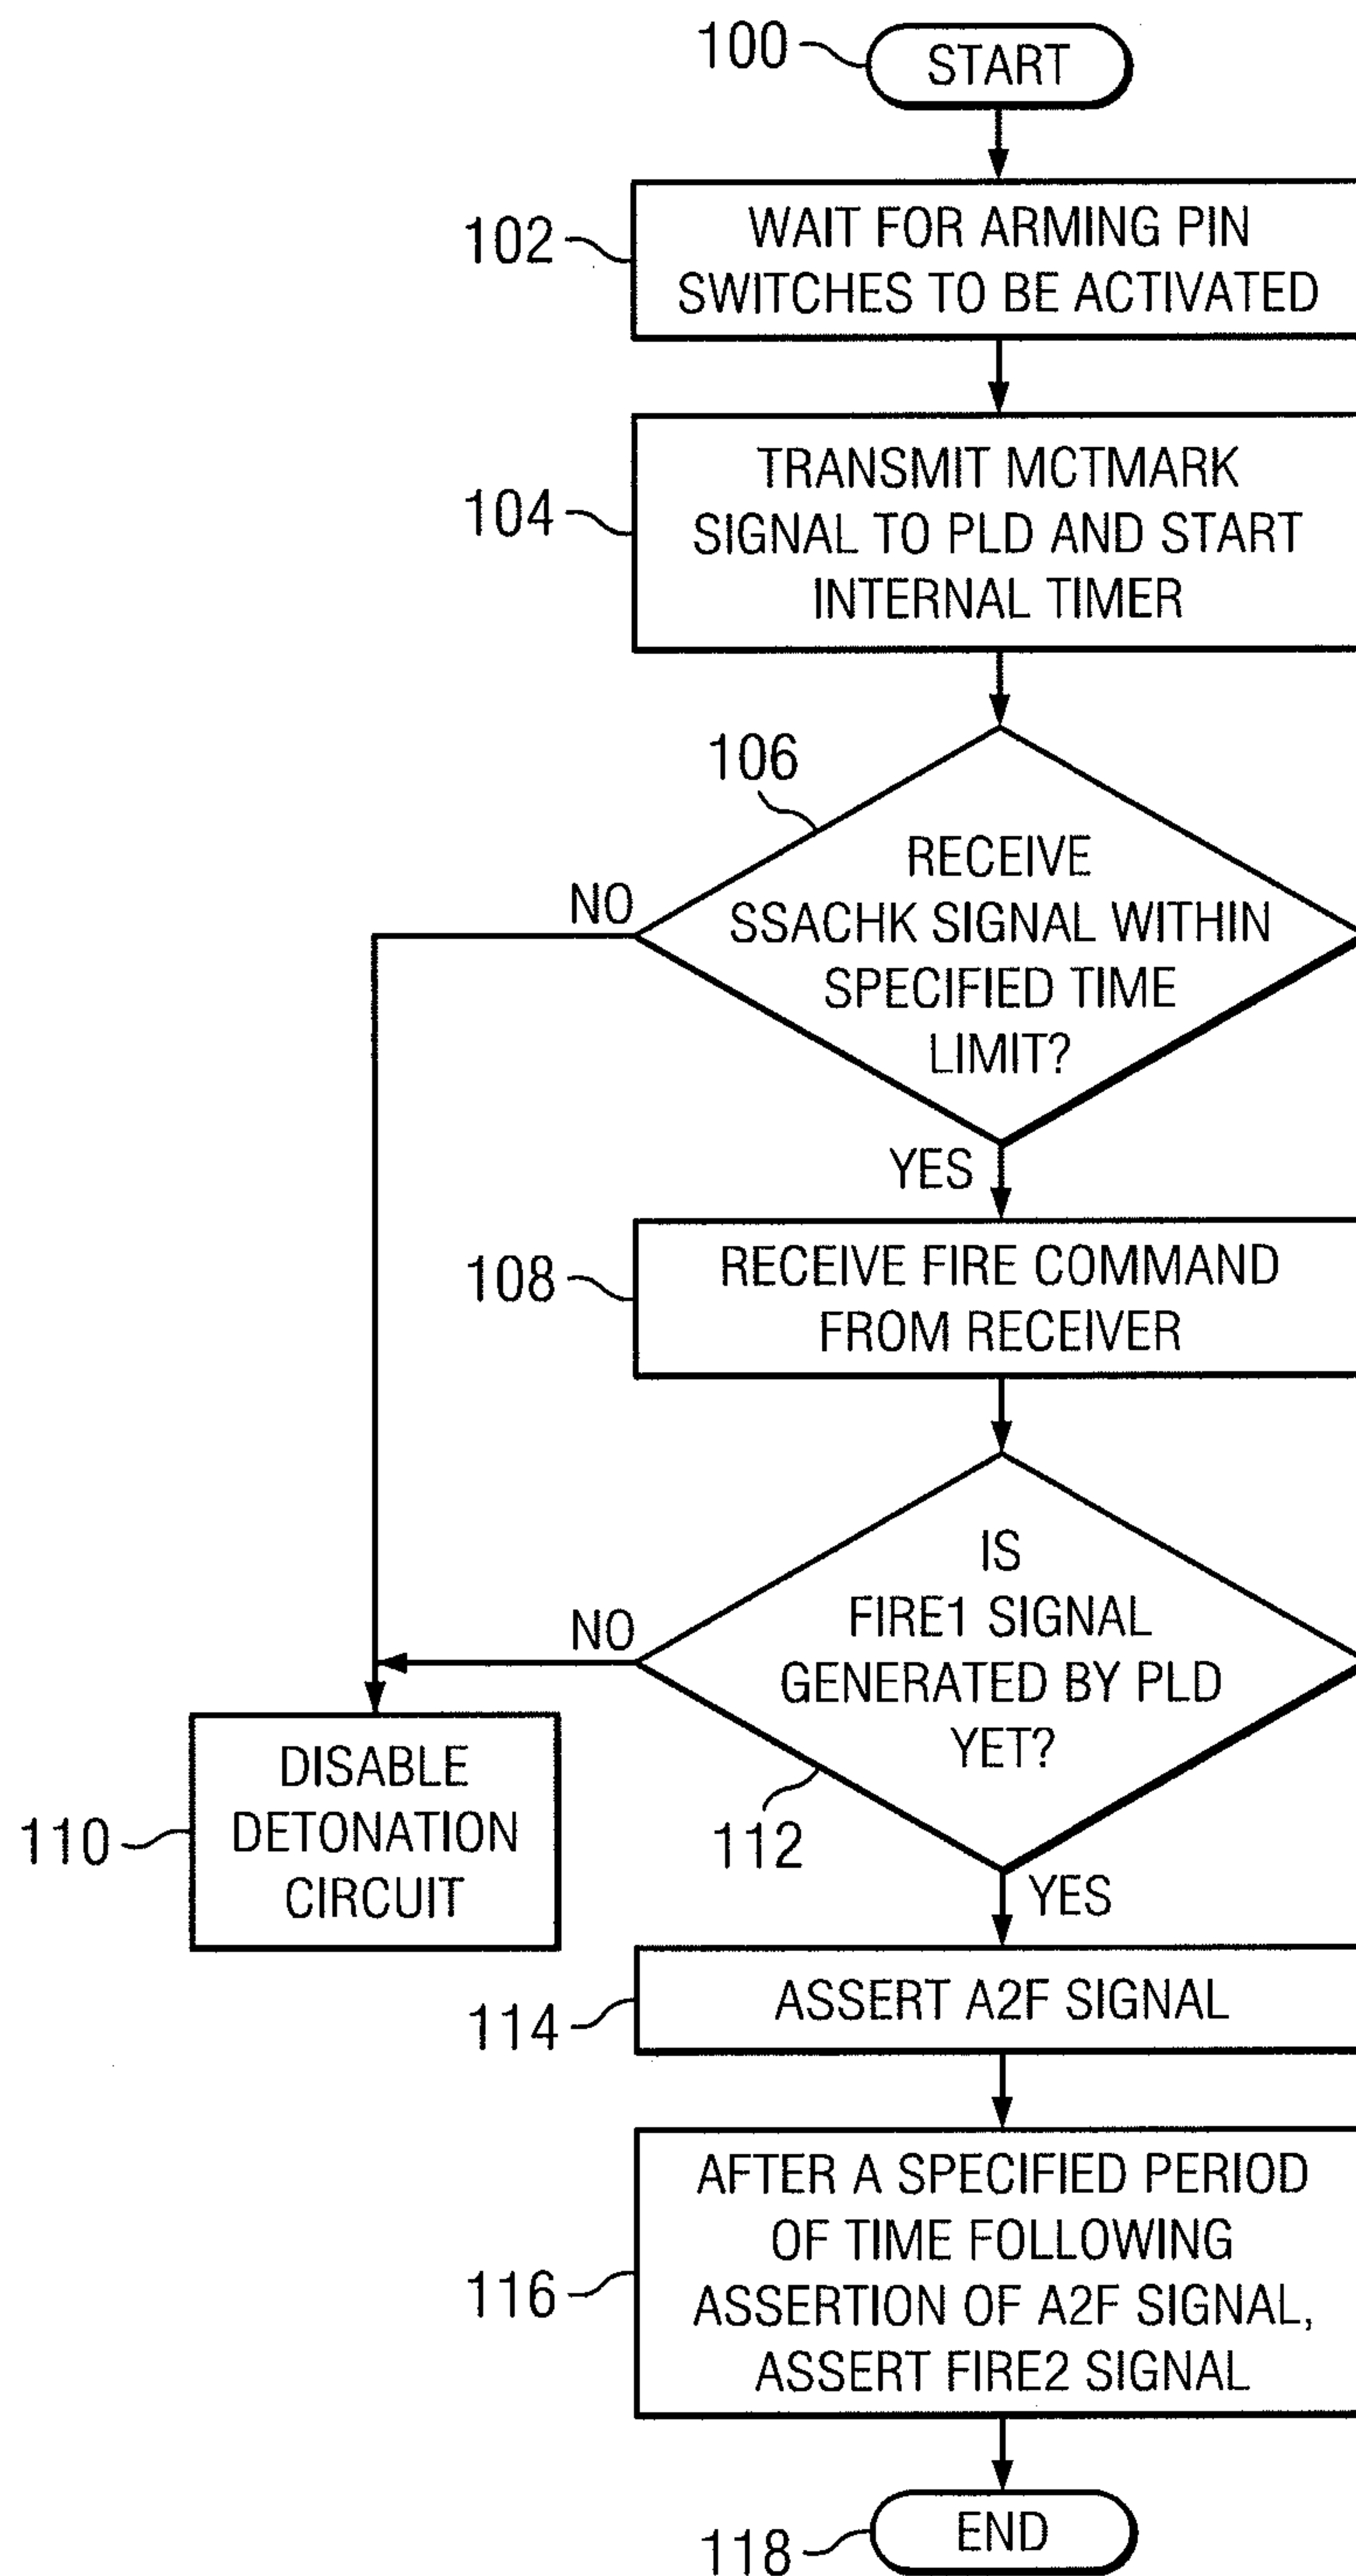 100
START
102
WAIT FOR ARMING PIN
SWITCHES TO BE ACTIVATED
104
TRANSMIT MCTMARK
SIGNAL TO PLD AND START
INTERNAL TIMER
106
RECEIVE
SSACHK SIGNAL WITHIN
SPECIFIED TIME
LIMIT?
NO
YES
108
RECEIVE FIRE COMMAND
FROM RECEIVER
IS
FIRE1 SIGNAL
GENERATED BY PLD
YET?
NO
112
YES
110
DISABLE
DETONATION
CIRCUIT
114
ASSERT A2F SIGNAL
116
AFTER A SPECIFIED PERIOD
OF TIME FOLLOWING
ASSERTION OF A2F SIGNAL,
ASSERT FIRE2 SIGNAL
118
END